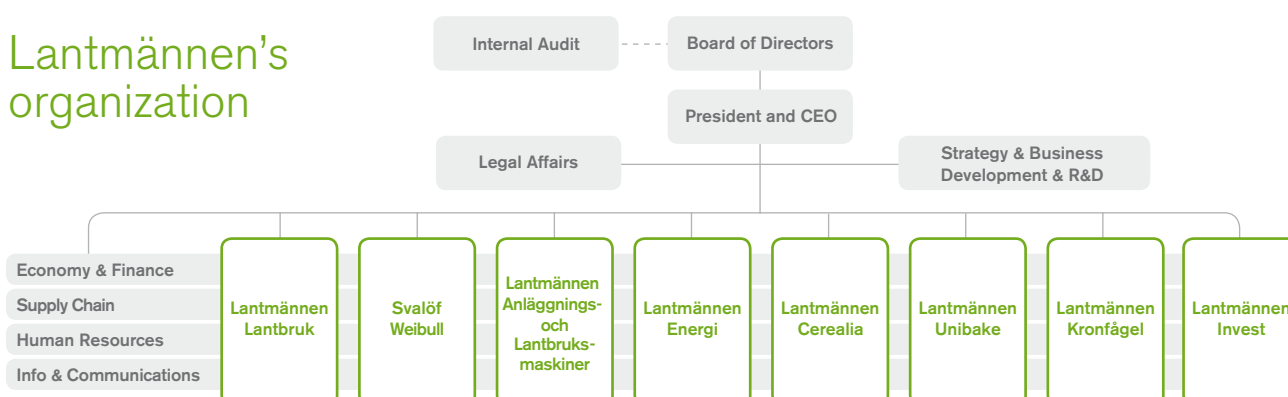 Lantmännen's
organization
Internal Audit
Board of Directors
President and CEO
Legal Affairs
Strategy & Business
Development & R&D
Economy & Finance
Supply Chain
Human Resources
Info & Communications
Lantmännen
Lantbruk
Svalöf
Weibull
Lantmännen
Anläggnings-
och
Lantbruks-
maskiner
Lantmännen
Energi
Lantmännen
Cerealia
Lantmännen
Unibake
Lantmännen
Kronfågel
Lantmännen
Invest